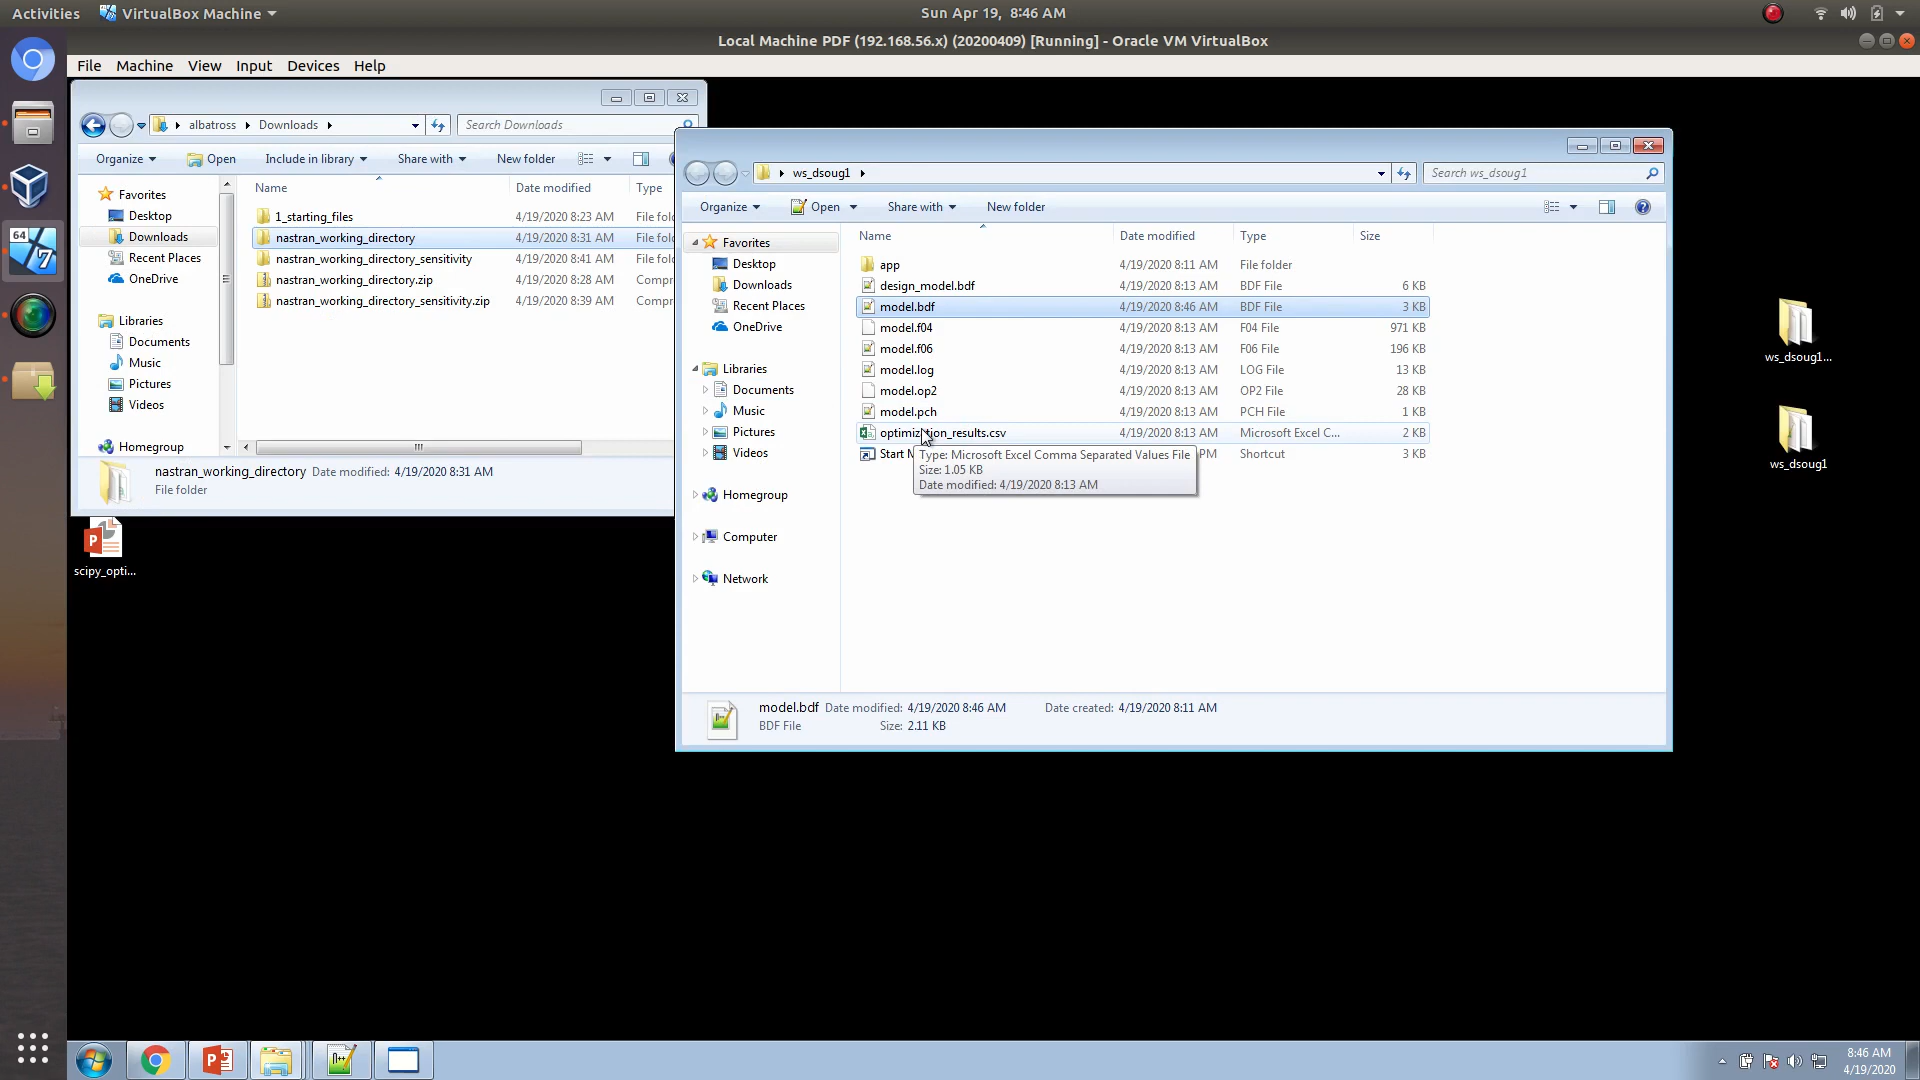 Activities
VirtualBox Machine
Sun Apr 19, 8:46 AM
Local Machine PDF (192.168.56.x) (20200409) [Running] - Oracle VM VirtualBox
File Machine View Input Devices Help
albatross Downloads
Search Downloads
Organize Open Include in library Share with New folder
Favorites
Desktop
Downloads
Recent Places
OneDrive
Libraries
Documents
Music
Pictures
Videos
Homegroup
Name Date modified Type
1_starting_files 4/19/2020 8:23 AM File fol
nastran_working_directory 4/19/2020 8:31 AM File fol
nastran_working_directory_sensitivity 4/19/2020 8:41 AM File fol
nastran_working_directory.zip 4/19/2020 8:28 AM Compr
nastran_working_directory_sensitivity.zip 4/19/2020 8:39 AM Compr
nastran_working_directory Date modified: 4/19/2020 8:31 AM
File folder
scipy_opti...
ws_dsoug1
Search ws_dsoug1
Organize Open Share with New folder
Favorites
Desktop
Downloads
Recent Places
OneDrive
Libraries
Documents
Music
Pictures
Videos
Homegroup
Computer
Network
Name Date modified Type Size
app 4/19/2020 8:11 AM File folder
design_model.bdf 4/19/2020 8:13 AM BDF File 6 KB
model.bdf 4/19/2020 8:46 AM BDF File 3 KB
model.f04 4/19/2020 8:13 AM F04 File 971 KB
model.f06 4/19/2020 8:13 AM F06 File 196 KB
model.log 4/19/2020 8:13 AM LOG File 13 KB
model.op2 4/19/2020 8:13 AM OP2 File 28 KB
model.pch 4/19/2020 8:13 AM PCH File 1 KB
optimization_results.csv 4/19/2020 8:13 AM Microsoft Excel C... 2 KB
Start M PM Shortcut 3 KB
Type: Microsoft Excel Comma Separated Values File
Size: 1.05 KB
Date modified: 4/19/2020 8:13 AM
model.bdf Date modified: 4/19/2020 8:46 AM Date created: 4/19/2020 8:11 AM
BDF File Size: 2.11 KB
ws_dsoug1...
ws_dsoug1
64
7
8:46 AM
4/19/2020